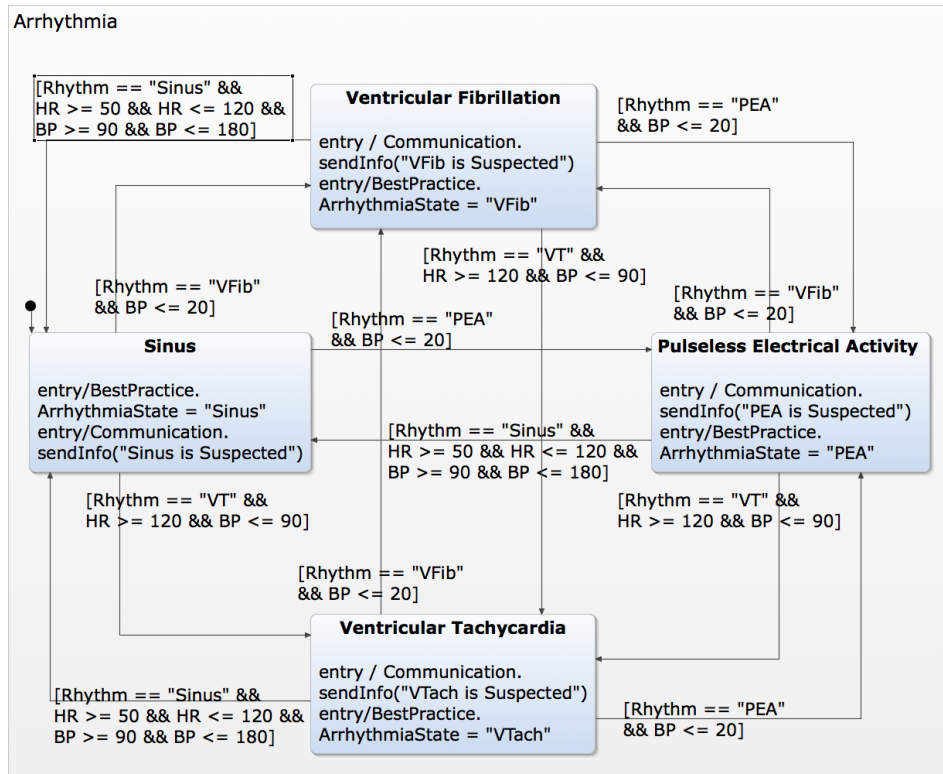 Arrhythmia
[Rhythm == "Sinus" &&
HR >= 50 && HR <= 120 &&
BP >= 90 && BP <= 180]
Ventricular Fibrillation
entry / Communication.
sendInfo("VFib is Suspected")
entry/BestPractice.
ArrhythmiaState = "VFib"
[Rhythm == "PEA"
&& BP <= 20]
[Rhythm == "VFib"
&& BP <= 20]
[Rhythm == "VT" &&
HR >= 120 && BP <= 90]
[Rhythm == "VFib"
&& BP <= 20]
[Rhythm == "PEA"
&& BP <= 20]
Sinus
entry/BestPractice.
ArrhythmiaState = "Sinus"
entry/Communication.
sendInfo("Sinus is Suspected")
Pulseless Electrical Activity
entry / Communication.
sendInfo("PEA is Suspected")
entry/BestPractice.
ArrhythmiaState = "PEA"
[Rhythm == "Sinus" &&
HR >= 50 && HR <= 120 &&
BP >= 90 && BP <= 180]
[Rhythm == "VT" &&
HR >= 120 && BP <= 90]
[Rhythm == "VT" &&
HR >= 120 && BP <= 90]
[Rhythm == "VFib"
&& BP <= 20]
Ventricular Tachycardia
entry / Communication.
sendInfo("VTach is Suspected")
entry/BestPractice.
ArrhythmiaState = "VTach"
[Rhythm == "Sinus" &&
HR >= 50 && HR <= 120 &&
BP >= 90 && BP <= 180]
[Rhythm == "PEA"
&& BP <= 20]